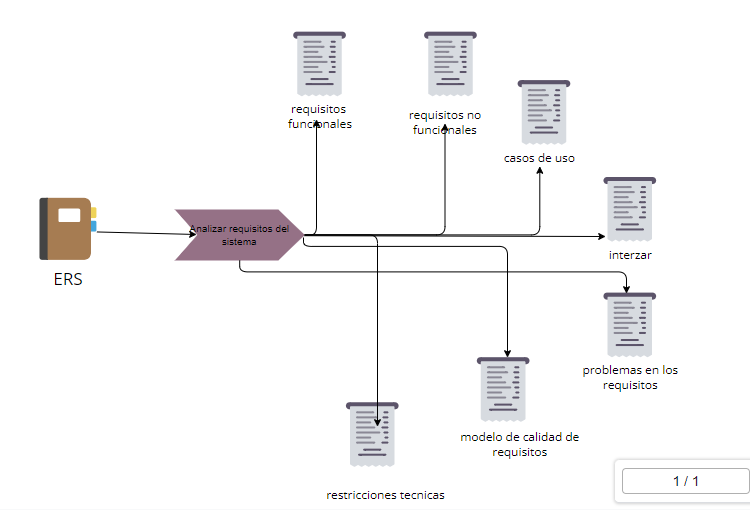 requisitos
funcionales
requisitos no
funcionales
casos de uso
Analizar requisitos del
sistema
interzar
ERS
problemas en los
requisitos
modelo de calidad de
requisitos
restricciones tecnicas
1 / 1